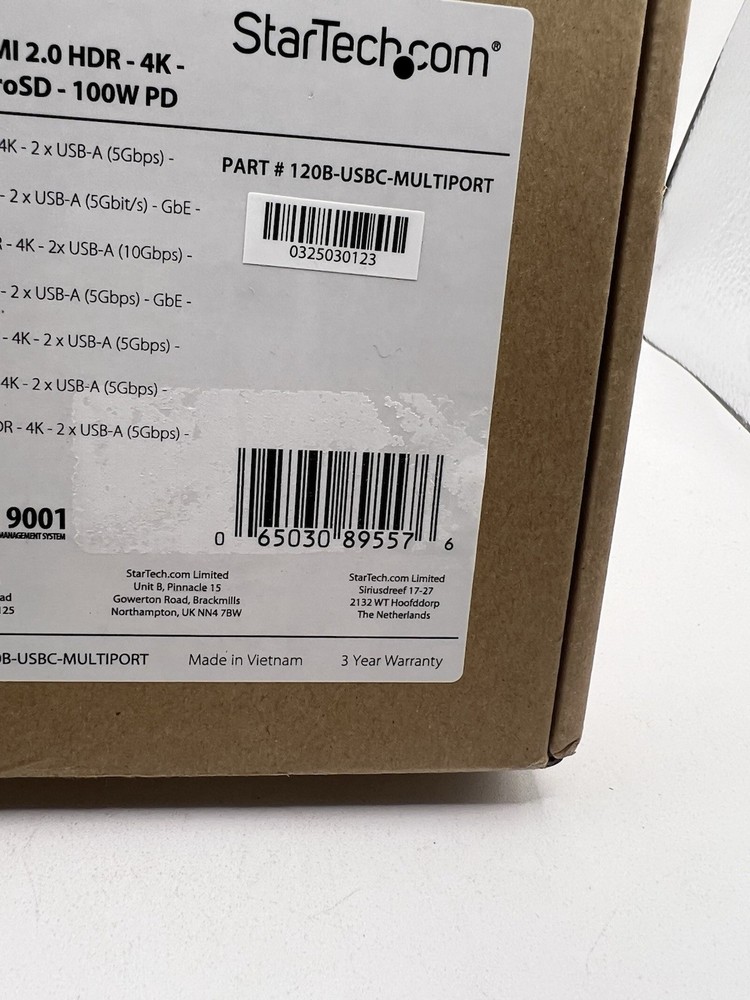 StarTech.com®
MI 2.0 HDR - 4K -
roSD - 100W PD
4K - 2 x USB-A (5Gbps) -
PART # 120B-USBC-MULTIPORT
- 2 x USB-A (5Gbit/s) - GbE -
R - 4K - 2x USB-A (10Gbps) -
0325030123
- 2 x USB-A (5Gbps) - GbE -
- 4K - 2 x USB-A (5Gbps) -
4K - 2 x USB-A (5Gbps) -
DR - 4K - 2 x USB-A (5Gbps) -
9001
MANAGEMENT SYSTEM
0 65030 89557 6
ad
125
StarTech.com Limited
Unit B, Pinnacle 15
Gowerton Road, Brackmills
Northampton, UK NN4 7BW
StarTech.com Limited
Siriusdreef 17-27
2132 WT Hoofddorp
The Netherlands
0B-USBC-MULTIPORT Made in Vietnam 3 Year Warranty